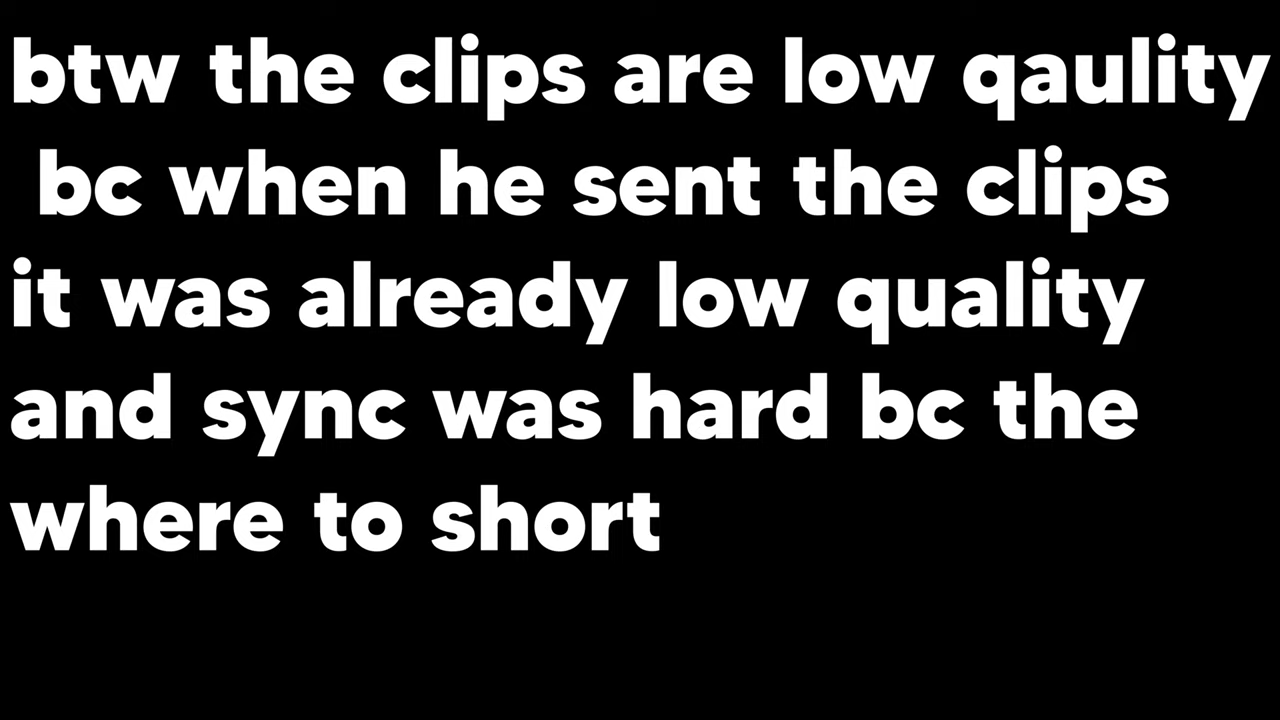 btw the clips are low qaulity
bc when he sent the clips
it was already low quality
and sync was hard bc the
where to short